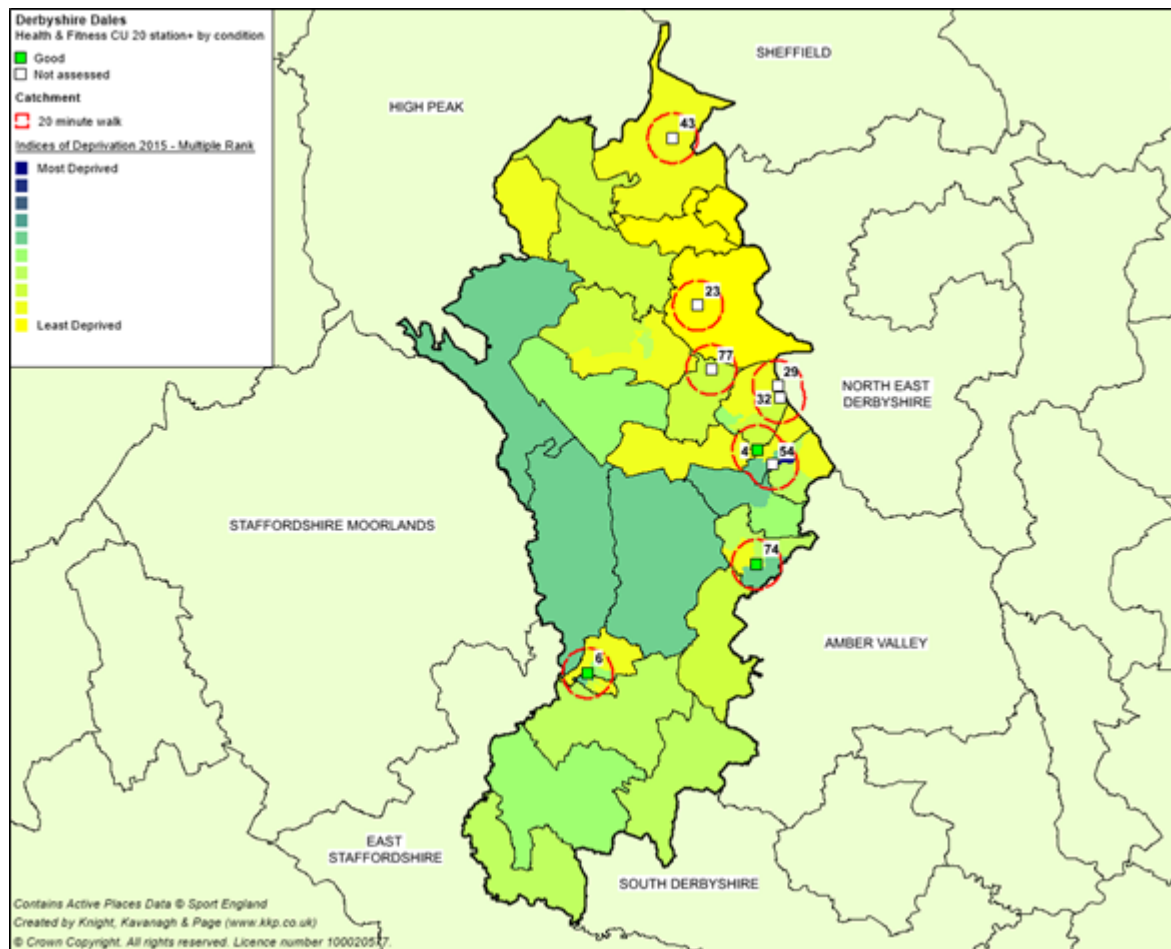 Derbyshire Dales
Health & Fitness CU 20 station+ by condition
Good
Not assessed
Catchment
20 minute walk
Indices of Deprivation 2015 - Multiple Rank
Most Deprived
Least Deprived
SHEFFIELD
HIGH PEAK
43
23
77
29
32
NORTH EAST
DERBYSHIRE
4
54
STAFFORDSHIRE MOORLANDS
74
AMBER VALLEY
6
EAST
STAFFORDSHIRE
SOUTH DERBYSHIRE
Contains Active Places Data © Sport England
Created by Knight, Kavanagh & Page (www.kkp.co.uk)
© Crown Copyright. All rights reserved. Licence number 100020577.